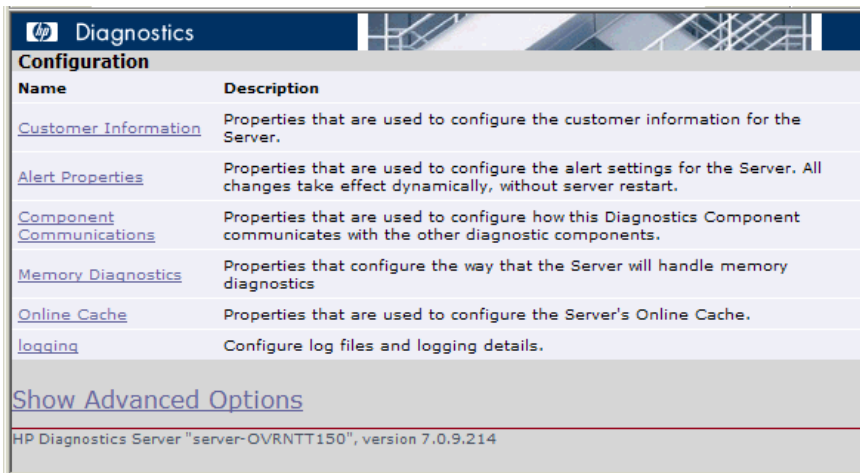 hp Diagnostics
Configuration
Name Description
Customer Information Properties that are used to configure the customer information for the
Server.
Alert Properties Properties that are used to configure the alert settings for the Server. All
changes take effect dynamically, without server restart.
Component Properties that are used to configure how this Diagnostics Component
Communications communicates with the other diagnostic components.
Memory Diagnostics Properties that configure the way that the Server will handle memory
diagnostics
Online Cache Properties that are used to configure the Server's Online Cache.
logging Configure log files and logging details.
Show Advanced Options
HP Diagnostics Server "server-OVRNTT150", version 7.0.9.214